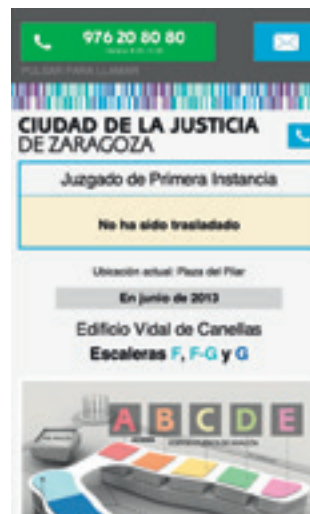 976 20 80 80
PULSAR PARA LLAMAR
CIUDAD DE LA JUSTICIA
DE ZARAGOZA
Juzgado de Primera Instancia
No ha sido trasladado
Ubicación actual: Plaza del Pilar
En junio de 2013
Edificio Vidal de Canellas
Escaleras F, F-G y G
A B C D E